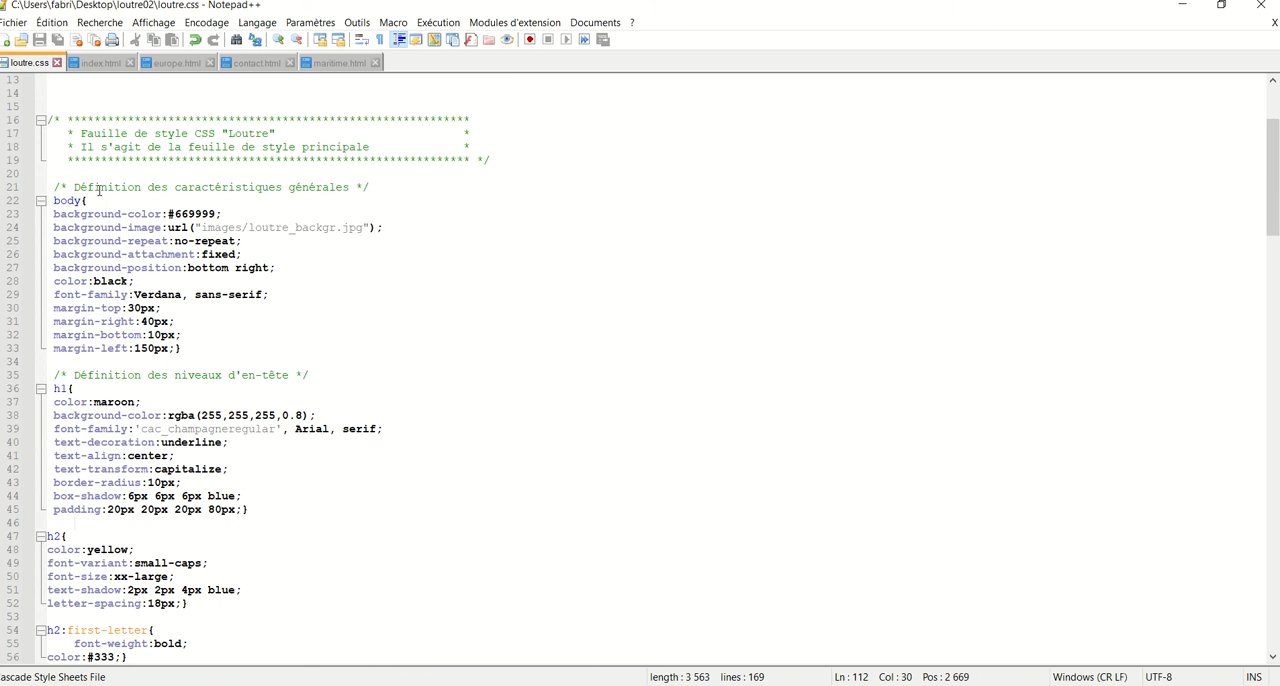 C:\Users\fabri\Desktop\loutre02\loutre.css - Notepad++
Fichier Édition Recherche Affichage Encodage Langage Paramètres Outils Macro Exécution Modules d'extension Documents ? X
loutre.css index.html europe.html contact.html maritime.html
13
14
15
16 /* ************************************************************
17 * Fauille de style CSS "Loutre" *
18 * Il s'agit de la feuille de style principale *
19 ************************************************************ */
20
21 /* Définition des caractéristiques générales */
22 body{
23 background-color:#669999;
24 background-image:url("images/loutre_backgr.jpg");
25 background-repeat:no-repeat;
26 background-attachment:fixed;
27 background-position:bottom right;
28 color:black;
29 font-family:Verdana, sans-serif;
30 margin-top:30px;
31 margin-right:40px;
32 margin-bottom:10px;
33 margin-left:150px;}
34
35 /* Définition des niveaux d'en-tête */
36 h1{
37 color:maroon;
38 background-color:rgba(255,255,255,0.8);
39 font-family:'cac_champagneregular', Arial, serif;
40 text-decoration:underline;
41 text-align:center;
42 text-transform:capitalize;
43 border-radius:10px;
44 box-shadow:6px 6px 6px blue;
45 padding:20px 20px 20px 80px;}
46
47 h2{
48 color:yellow;
49 font-variant:small-caps;
50 font-size:xx-large;
51 text-shadow:2px 2px 4px blue;
52 letter-spacing:18px;}
53
54 h2:first-letter{
55 font-weight:bold;
56 color:#333;}
ascade Style Sheets File length : 3 563 lines : 169 Ln : 112 Col : 30 Pos : 2 669 Windows (CR LF) UTF-8 INS